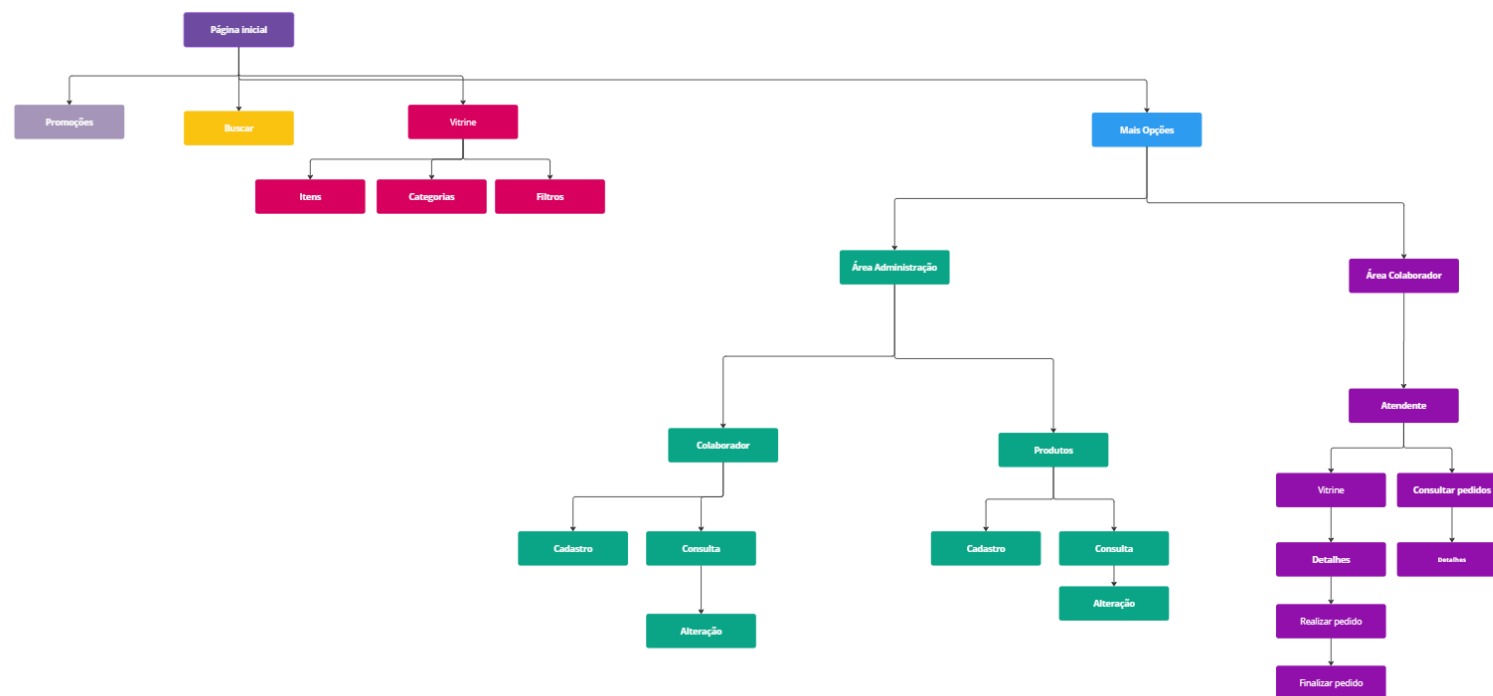 Página inicial
Promoções
Buscar
Vitrine
Mais Opções
Itens
Categorias
Filtros
Área Administração
Área Colaborador
Atendente
Colaborador
Produtos
Vitrine
Consultar pedidos
Cadastro
Consulta
Cadastro
Consulta
Detalhes
Detalhes
Alteração
Alteração
Realizar pedido
Finalizar pedido